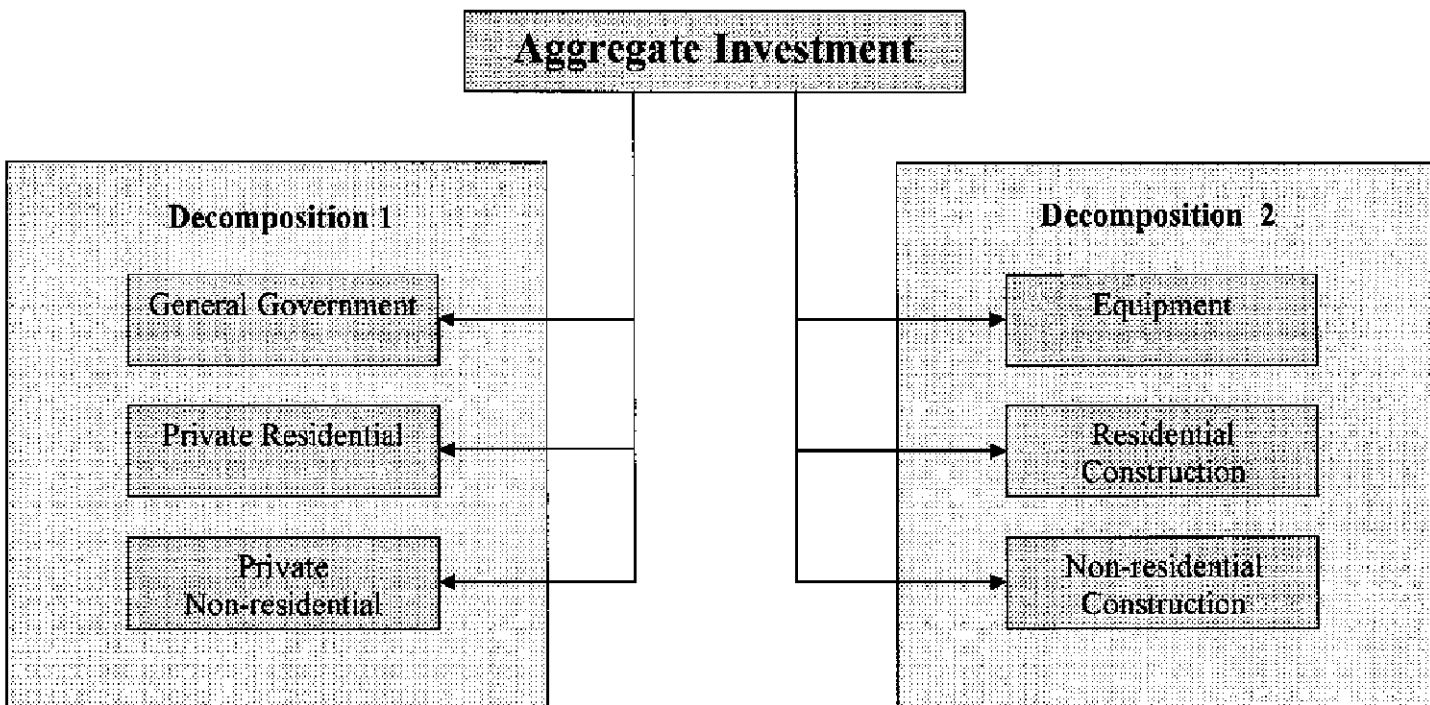 Aggregate Investment
Decomposition 1
General Government
Private Residential
Private
Non-residential
Decomposition 2
Equipment
Residential
Construction
Non-residential
Construction